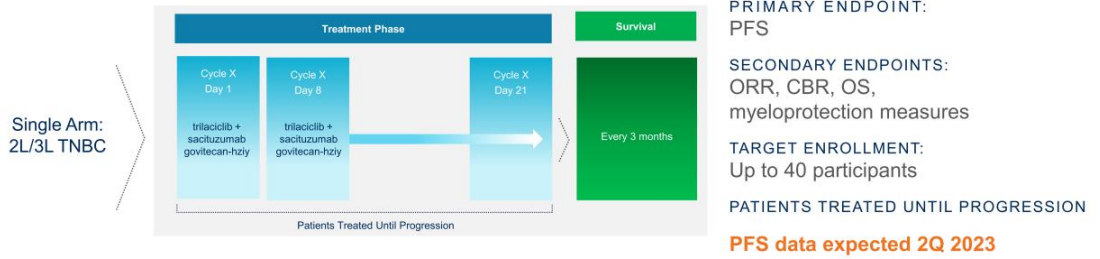 Single Arm:
2L/3L TNBC
Treatment Phase
Survival
Cycle X
Day 1
trilaciclib +
sacituzumab
govitecan-hziy
Cycle X
Day 8
trilaciclib +
sacituzumab
govitecan-hziy
Cycle X
Day 21
Every 3 months
Patients Treated Until Progression
PRIMARY ENDPOINT:
PFS
SECONDARY ENDPOINTS:
ORR, CBR, OS,
myeloprotection measures
TARGET ENROLLMENT:
Up to 40 participants
PATIENTS TREATED UNTIL PROGRESSION
PFS data expected 2Q 2023